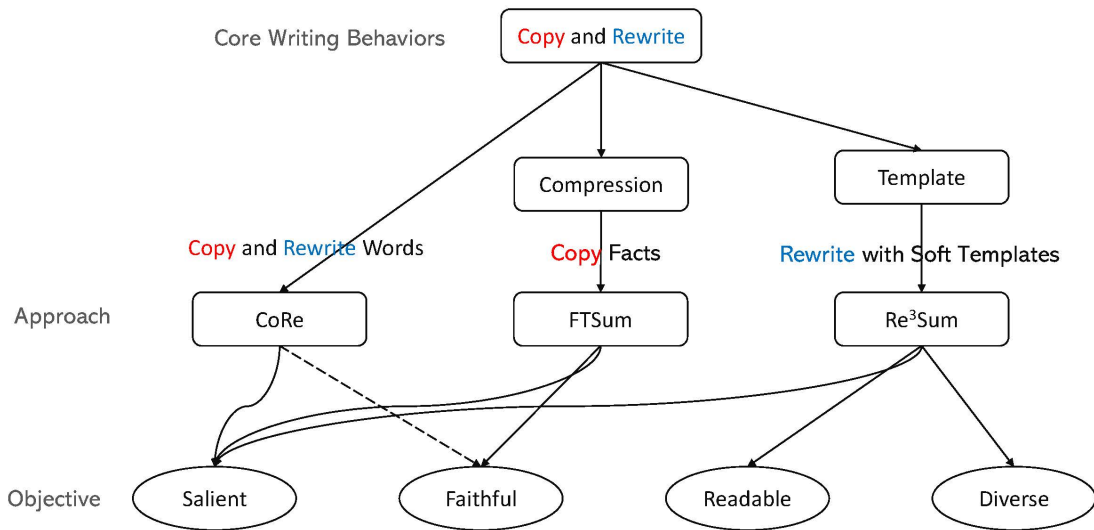 Core Writing Behaviors
Copy and Rewrite
Compression
Template
Copy and Rewrite Words
Copy Facts
Rewrite with Soft Templates
Approach
CoRe
FTSum
Re³Sum
Objective
Salient
Faithful
Readable
Diverse